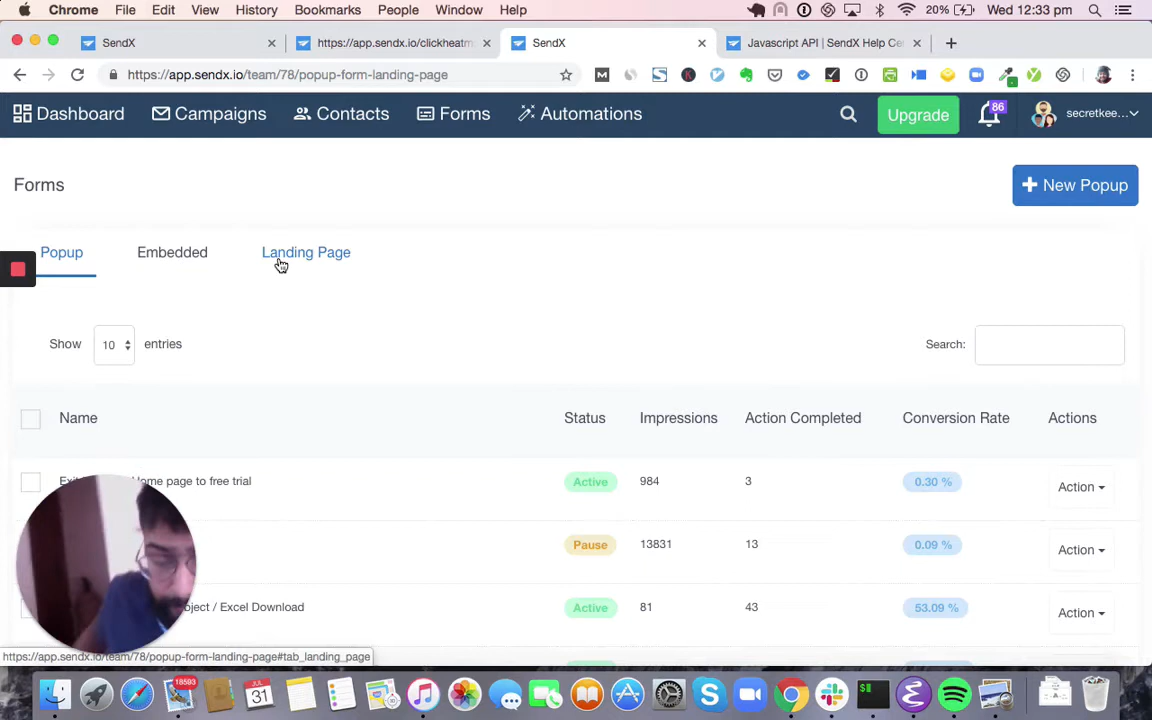 Chrome File Edit View History Bookmarks People Window Help 20% Wed 12:33 pm
SendX https://app.sendx.io/clickheatm SendX Javascript API | SendX Help Ce
https://app.sendx.io/team/78/popup-form-landing-page
Dashboard Campaigns Contacts Forms Automations Upgrade 86 secretkee...
Forms
New Popup
Popup Embedded Landing Page
Show 10 entries Search:
Name Status Impressions Action Completed Conversion Rate Actions
ome page to free trial Active 984 3 0.30 % Action
Pause 13831 13 0.09 % Action
bject / Excel Download Active 81 43 53.09 % Action
https://app.sendx.io/team/78/popup-form-landing-page#tab_landing_page
18593
JUL
31